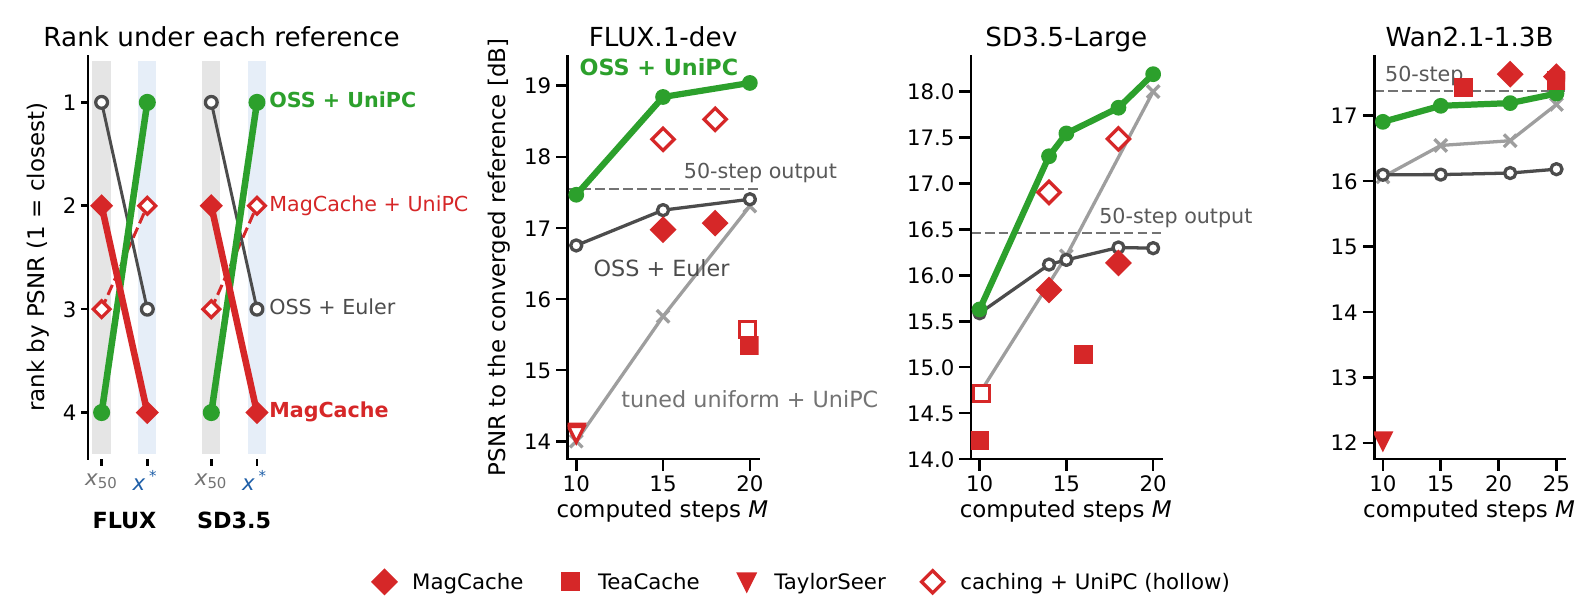 Rank under each reference
rank by PSNR (1 = closest)
1
2
3
4
OSS + UniPC
MagCache + UniPC
OSS + Euler
MagCache
x50 x* x50 x*
FLUX SD3.5
FLUX.1-dev
PSNR to the converged reference [dB]
19
18
17
16
15
14
OSS + UniPC
50-step output
OSS + Euler
tuned uniform + UniPC
10 15 20
computed steps M
SD3.5-Large
18.0
17.5
17.0
16.5
16.0
15.5
15.0
14.5
14.0
50-step output
10 15 20
computed steps M
Wan2.1-1.3B
50-step
17
16
15
14
13
12
10 15 20 25
computed steps M
MagCache TeaCache TaylorSeer caching + UniPC (hollow)